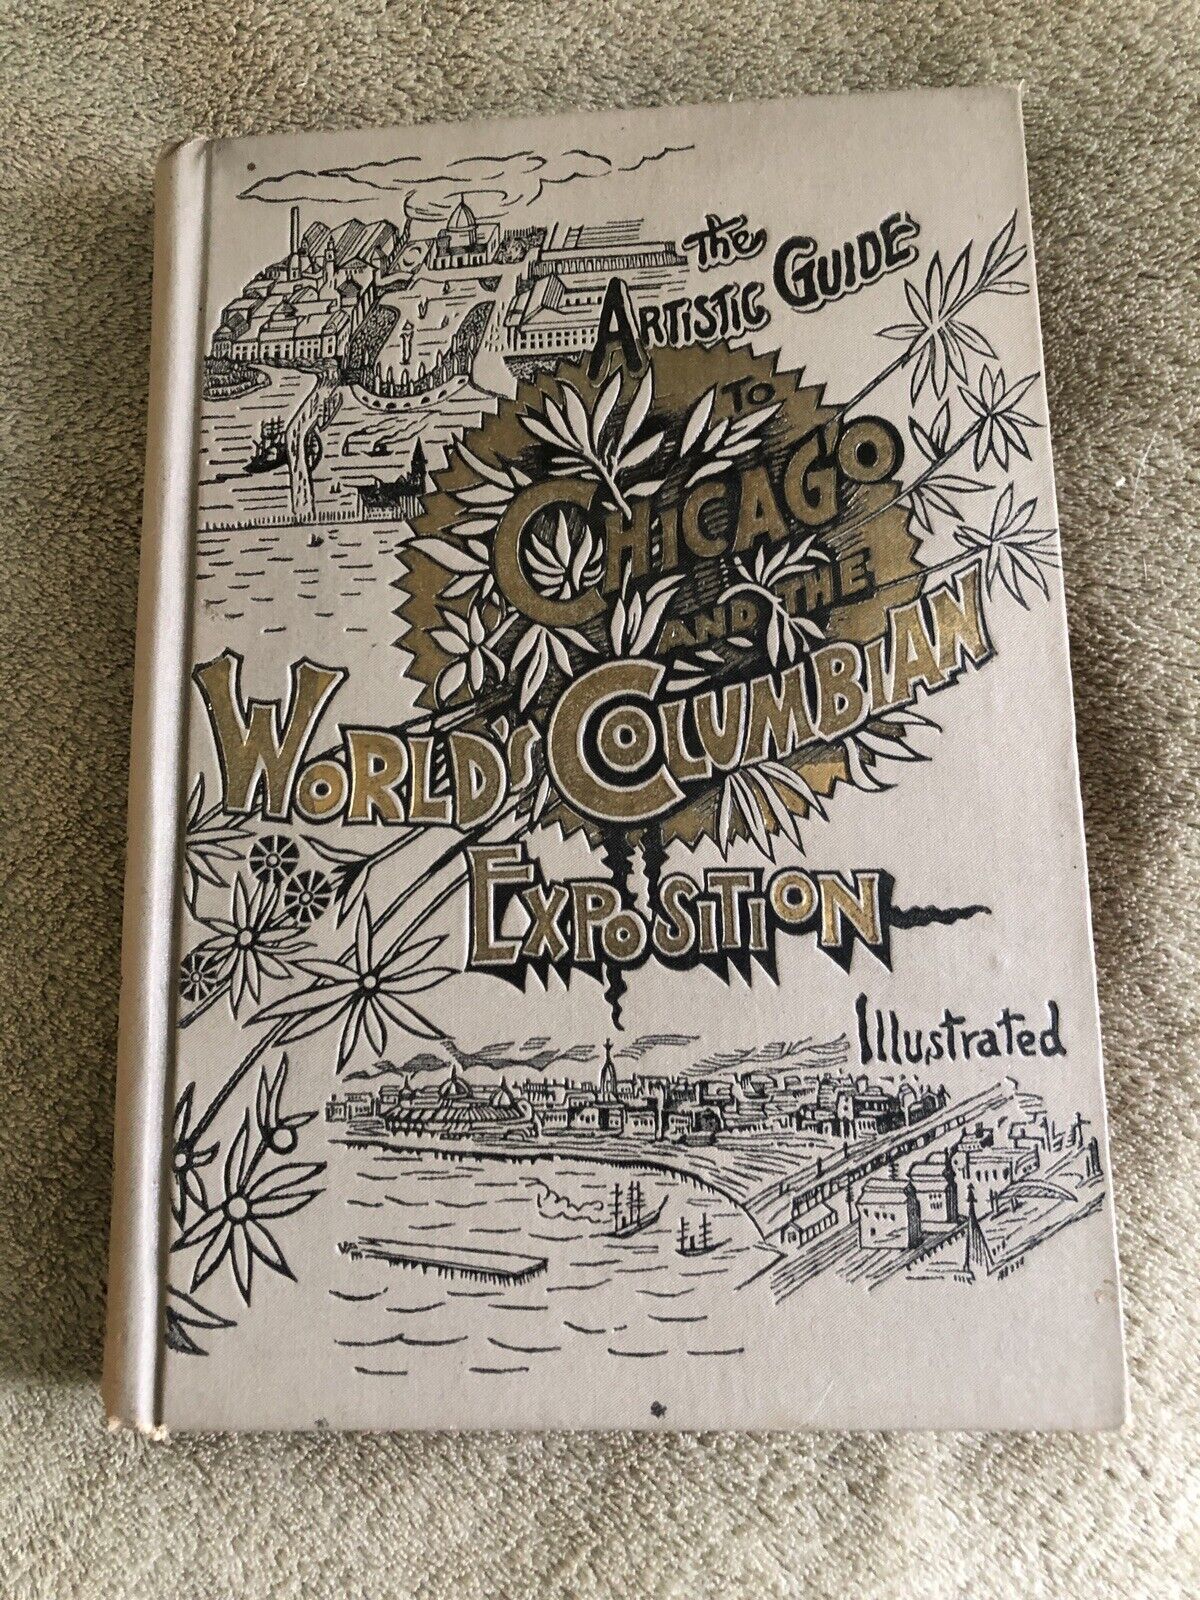 The
ARTISTIC GUIDE
TO
CHICAGO
AND THE
WORLD'S COLUMBIAN
EXPOSITION
Illustrated